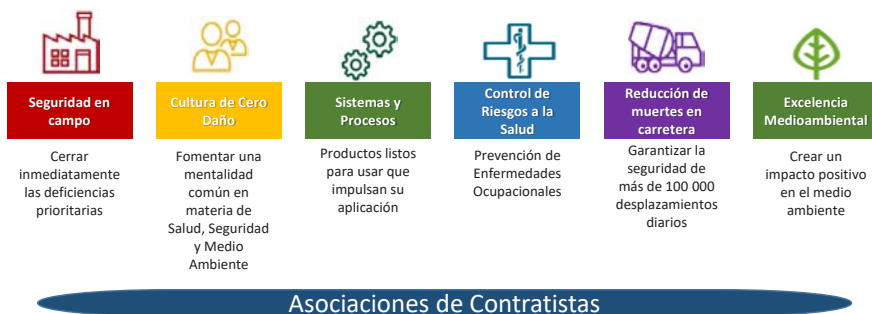 Seguridad en
campo
Cerrar
inmediatamente
las deficiencias
prioritarias
Cultura de Cero
Daño
Fomentar una
mentalidad
común en
materia de
Salud, Seguridad
y Medio
Ambiente
Sistemas y
Procesos
Productos listos
para usar que
impulsan su
aplicación
Control de
Riesgos a la
Salud
Prevención de
Enfermedades
Ocupacionales
Reducción de
muertes en
carretera
Garantizar la
seguridad de
más de 100 000
desplazamientos
diarios
Excelencia
Medioambiental
Crear un
impacto positivo
en el medio
ambiente
Asociaciones de Contratistas